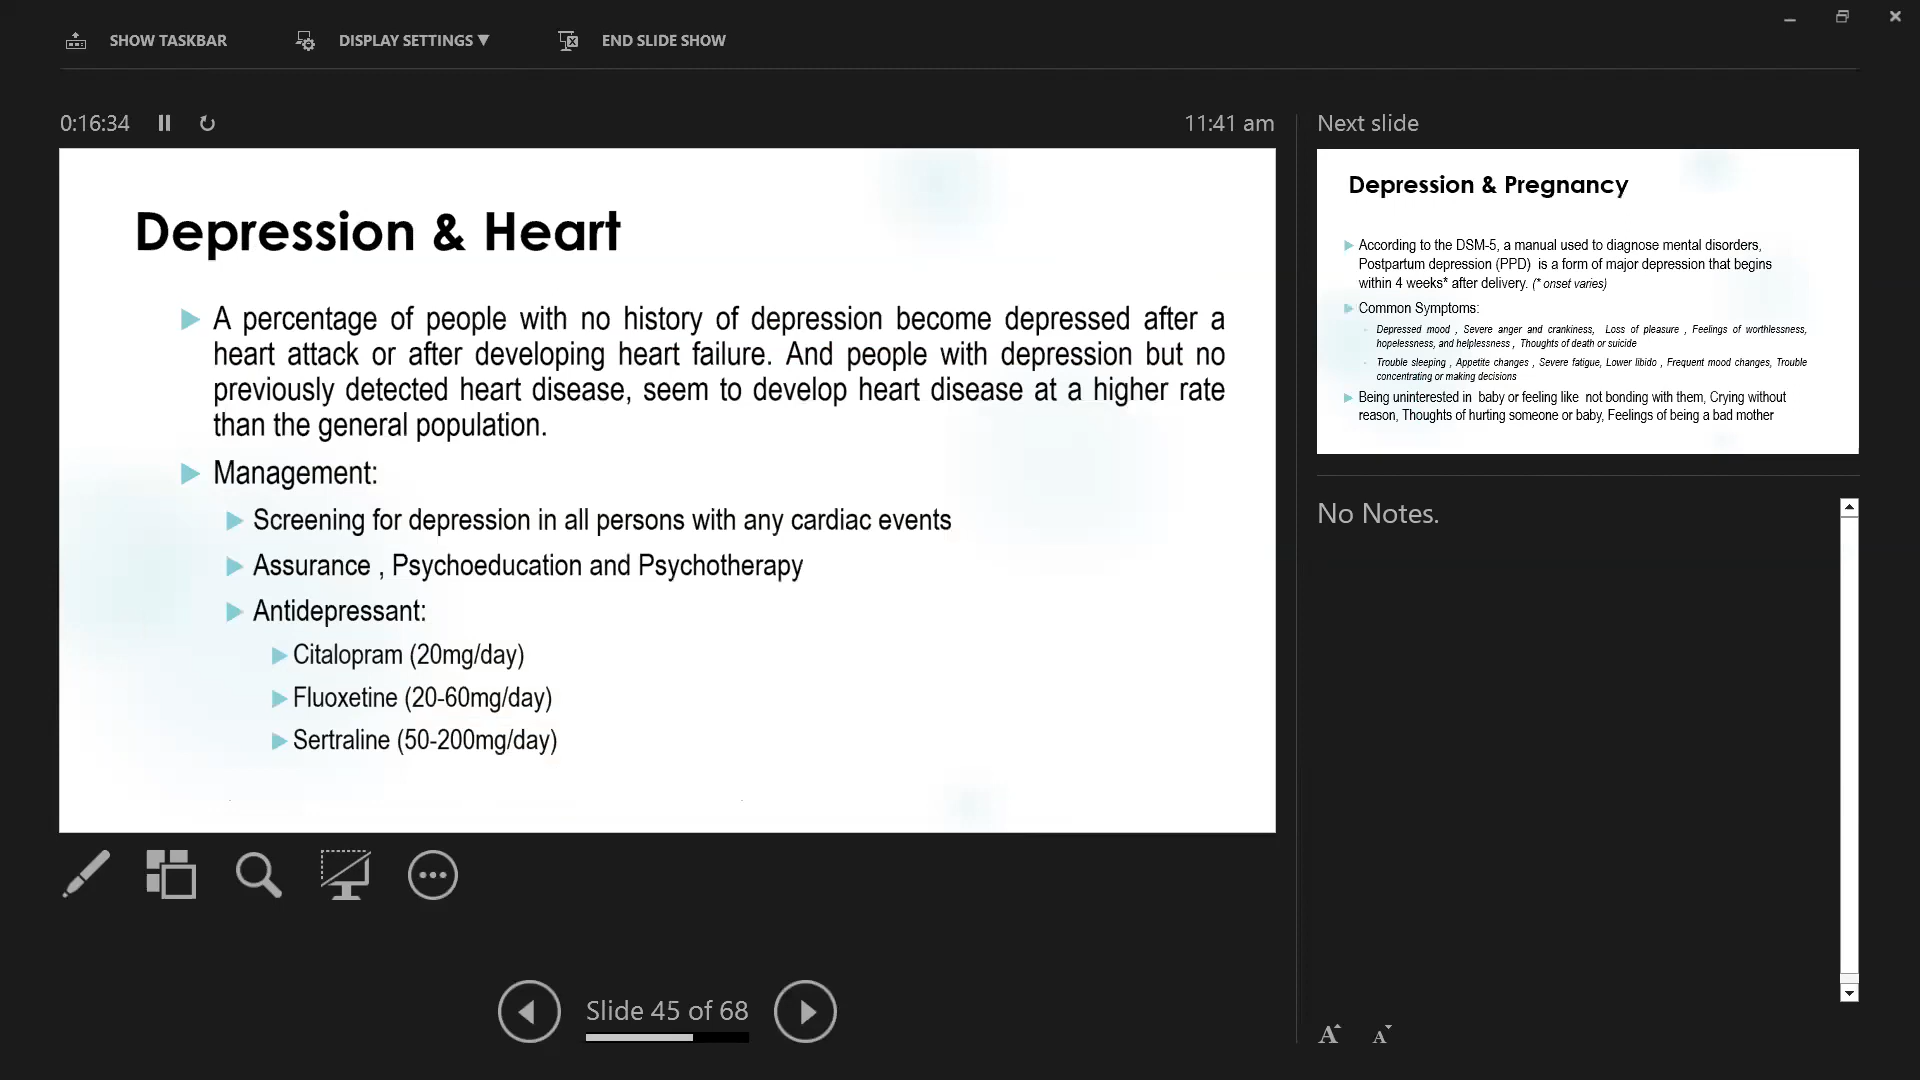 SHOW TASKBAR
DISPLAY SETTINGS ▼
END SLIDE SHOW
0:16:34
11:41 am
Depression & Heart
A percentage of people with no history of depression become depressed after a
heart attack or after developing heart failure. And people with depression but no
previously detected heart disease, seem to develop heart disease at a higher rate
than the general population.
Management:
Screening for depression in all persons with any cardiac events
Assurance , Psychoeducation and Psychotherapy
Antidepressant:
Citalopram (20mg/day)
Fluoxetine (20-60mg/day)
Sertraline (50-200mg/day)
Slide 45 of 68
Next slide
Depression & Pregnancy
According to the DSM-5, a manual used to diagnose mental disorders,
Postpartum depression (PPD) is a form of major depression that begins
within 4 weeks* after delivery. (* onset varies)
Common Symptoms:
Depressed mood , Severe anger and crankiness, Loss of pleasure , Feelings of worthlessness,
hopelessness, and helplessness , Thoughts of death or suicide
Trouble sleeping , Appetite changes , Severe fatigue, Lower libido , Frequent mood changes, Trouble
concentrating or making decisions
Being uninterested in baby or feeling like not bonding with them, Crying without
reason, Thoughts of hurting someone or baby, Feelings of being a bad mother
No Notes.
A A